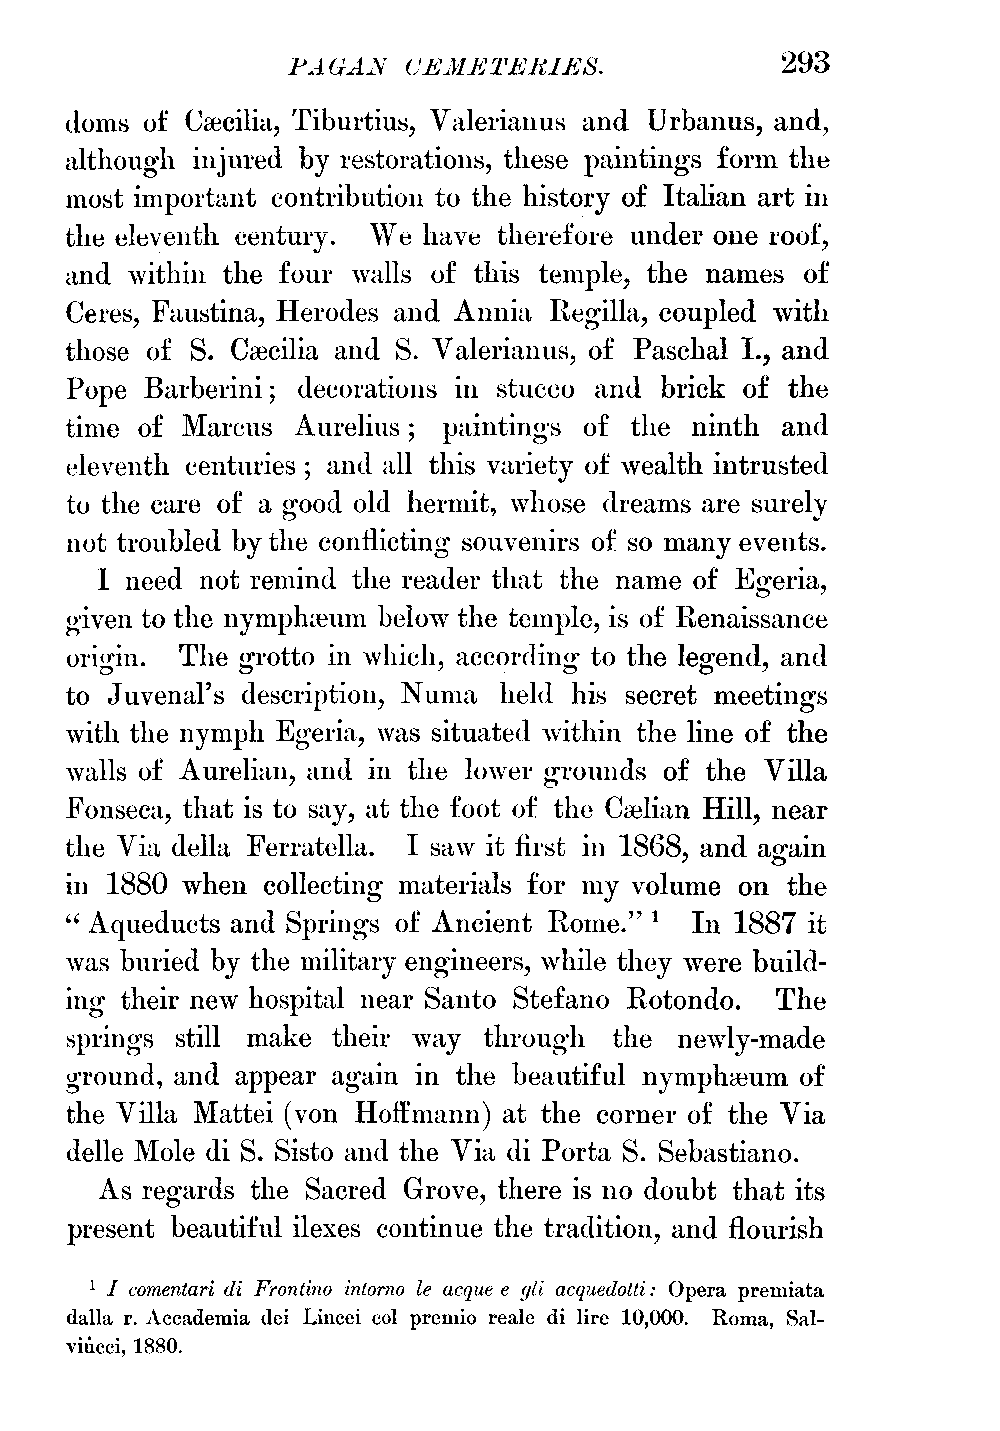 PAGAN CEMETERIES. 293
doms of Cæcilia, Tiburtius, Valerianus and Urbanus, and,
although injured by restorations, these paintings form the
most important contribution to the history of Italian art in
the eleventh century. We have therefore under one roof,
and within the four walls of this temple, the names of
Ceres, Faustina, Herodes and Annia Regilla, coupled with
those of S. Cæcilia and S. Valerianus, of Paschal I., and
Pope Barberini; decorations in stucco and brick of the
time of Marcus Aurelius; paintings of the ninth and
eleventh centuries; and all this variety of wealth intrusted
to the care of a good old hermit, whose dreams are surely
not troubled by the conflicting souvenirs of so many events.
I need not remind the reader that the name of Egeria,
given to the nymphæum below the temple, is of Renaissance
origin. The grotto in which, according to the legend, and
to Juvenal's description, Numa held his secret meetings
with the nymph Egeria, was situated within the line of the
walls of Aurelian, and in the lower grounds of the Villa
Fonseca, that is to say, at the foot of the Cælian Hill, near
the Via della Ferratella. I saw it first in 1868, and again
in 1880 when collecting materials for my volume on the
“Aqueducts and Springs of Ancient Rome.” ¹ In 1887 it
was buried by the military engineers, while they were build-
ing their new hospital near Santo Stefano Rotondo. The
springs still make their way through the newly-made
ground, and appear again in the beautiful nymphæum of
the Villa Mattei (von Hoffmann) at the corner of the Via
delle Mole di S. Sisto and the Via di Porta S. Sebastiano.
As regards the Sacred Grove, there is no doubt that its
present beautiful ilexes continue the tradition, and flourish
¹ I comentari di Frontino intorno le acque e gli acquedotti: Opera premiata
dalla r. Accademia dei Lincei col premio reale di lire 10,000. Roma, Sal-
viucci, 1880.